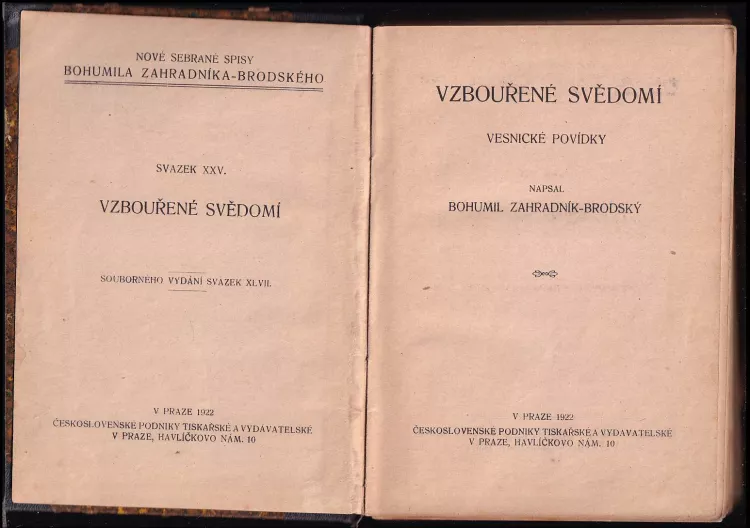 NOVÉ SEBRANÉ SPISY
BOHUMILA ZAHRADNÍKA-BRODSKÉHO
SVAZEK XXV.
VZBOUŘENÉ SVĚDOMÍ
SOUBORNÉHO VYDÁNÍ SVAZEK XLVII.
V PRAZE 1922
ČESKOSLOVENSKÉ PODNIKY TISKAŘSKÉ A VYDAVATELSKÉ
V PRAZE, HAVLÍČKOVO NÁM. 10
VZBOUŘENÉ SVĚDOMÍ
VESNICKÉ POVÍDKY
NAPSAL
BOHUMIL ZAHRADNÍK-BRODSKÝ
V PRAZE 1922
ČESKOSLOVENSKÉ PODNIKY TISKAŘSKÉ A VYDAVATELSKÉ
V PRAZE, HAVLÍČKOVO NÁM. 10